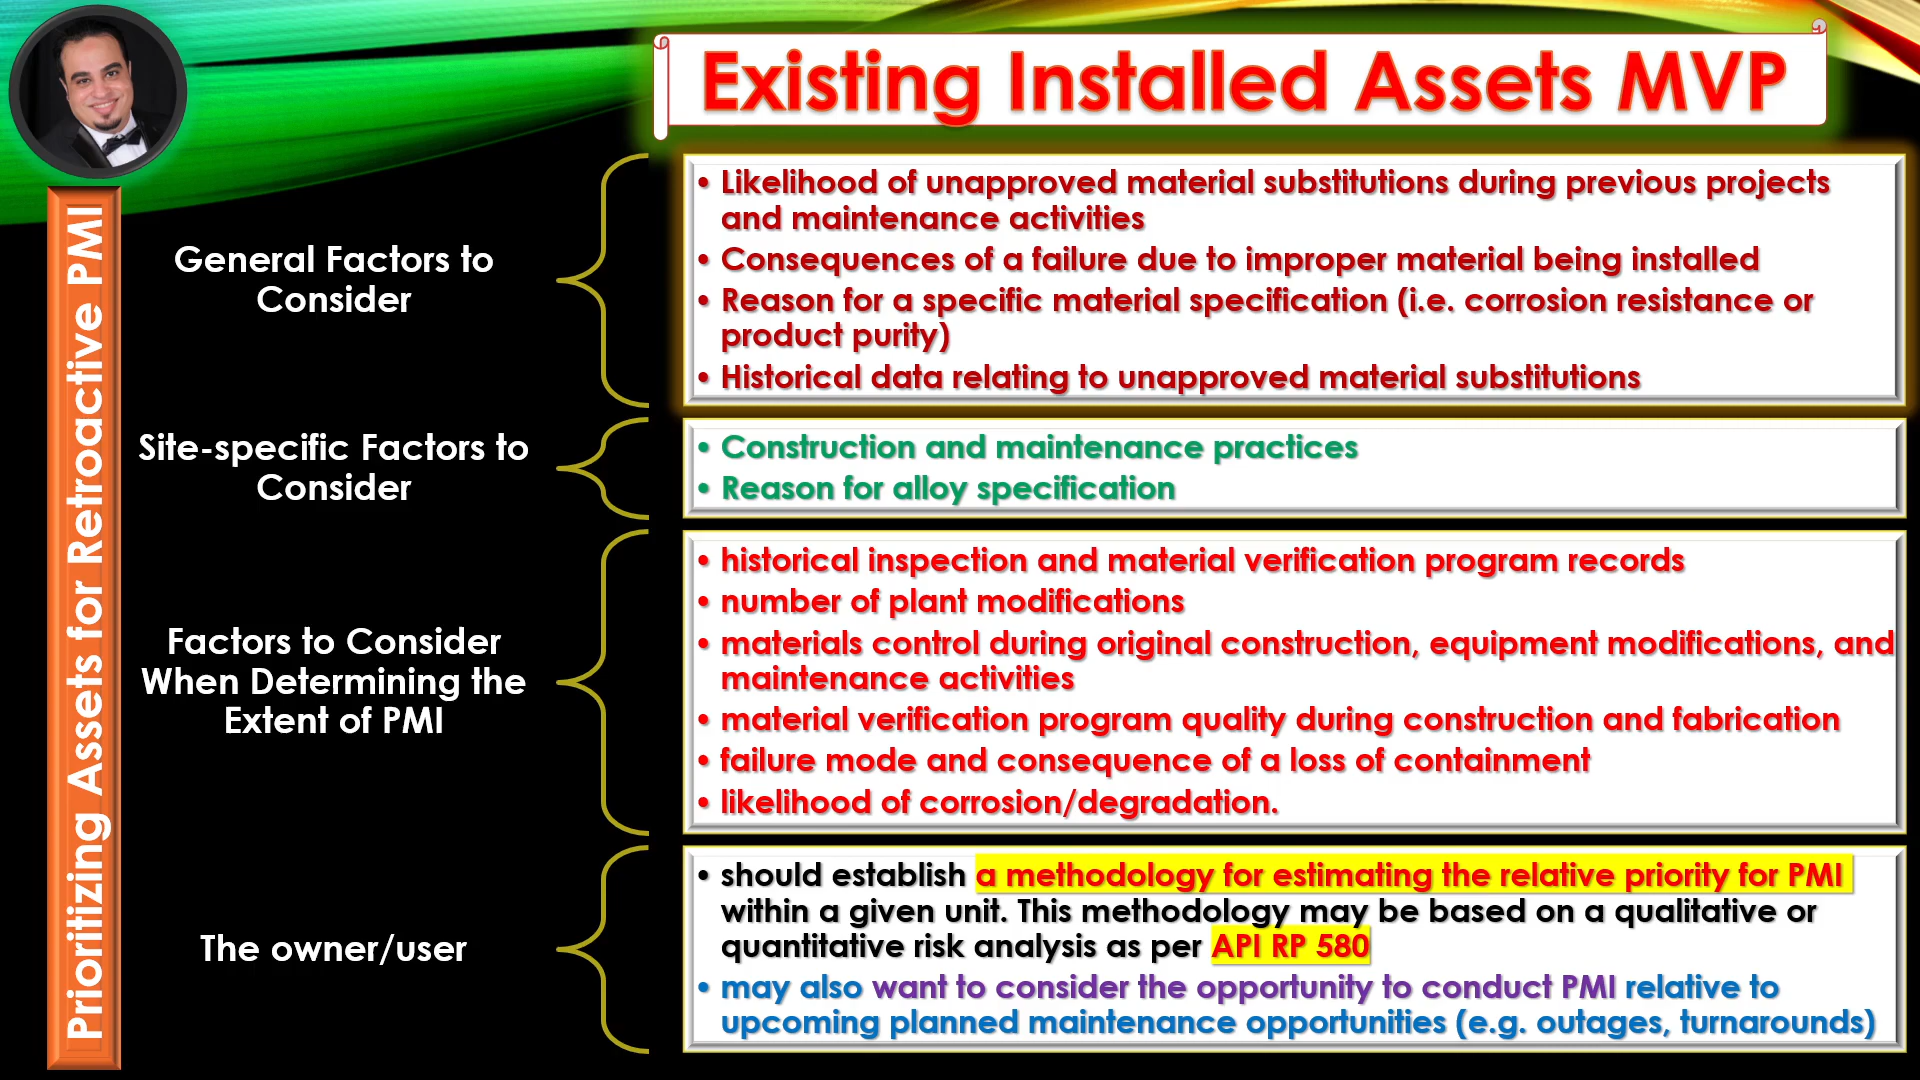 Existing Installed Assets MVP
Prioritizing Assets for Retroactive PMI
General Factors to
Consider
• Likelihood of unapproved material substitutions during previous projects
and maintenance activities
• Consequences of a failure due to improper material being installed
• Reason for a specific material specification (i.e. corrosion resistance or
product purity)
• Historical data relating to unapproved material substitutions
Site-specific Factors to
Consider
• Construction and maintenance practices
• Reason for alloy specification
Factors to Consider
When Determining the
Extent of PMI
• historical inspection and material verification program records
• number of plant modifications
• materials control during original construction, equipment modifications, and
maintenance activities
• material verification program quality during construction and fabrication
• failure mode and consequence of a loss of containment
• likelihood of corrosion/degradation.
The owner/user
• should establish a methodology for estimating the relative priority for PMI
within a given unit. This methodology may be based on a qualitative or
quantitative risk analysis as per API RP 580
• may also want to consider the opportunity to conduct PMI relative to
upcoming planned maintenance opportunities (e.g. outages, turnarounds)